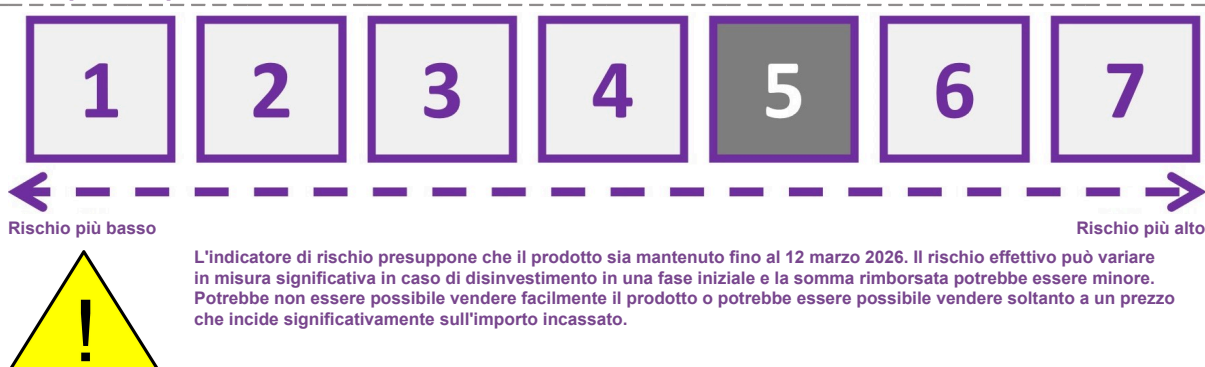 1 2 3 4 5 6 7
Rischio più basso Rischio più alto
L'indicatore di rischio presuppone che il prodotto sia mantenuto fino al 12 marzo 2026. Il rischio effettivo può variare
in misura significativa in caso di disinvestimento in una fase iniziale e la somma rimborsata potrebbe essere minore.
Potrebbe non essere possibile vendere facilmente il prodotto o potrebbe essere possibile vendere soltanto a un prezzo
che incide significativamente sull'importo incassato.
!